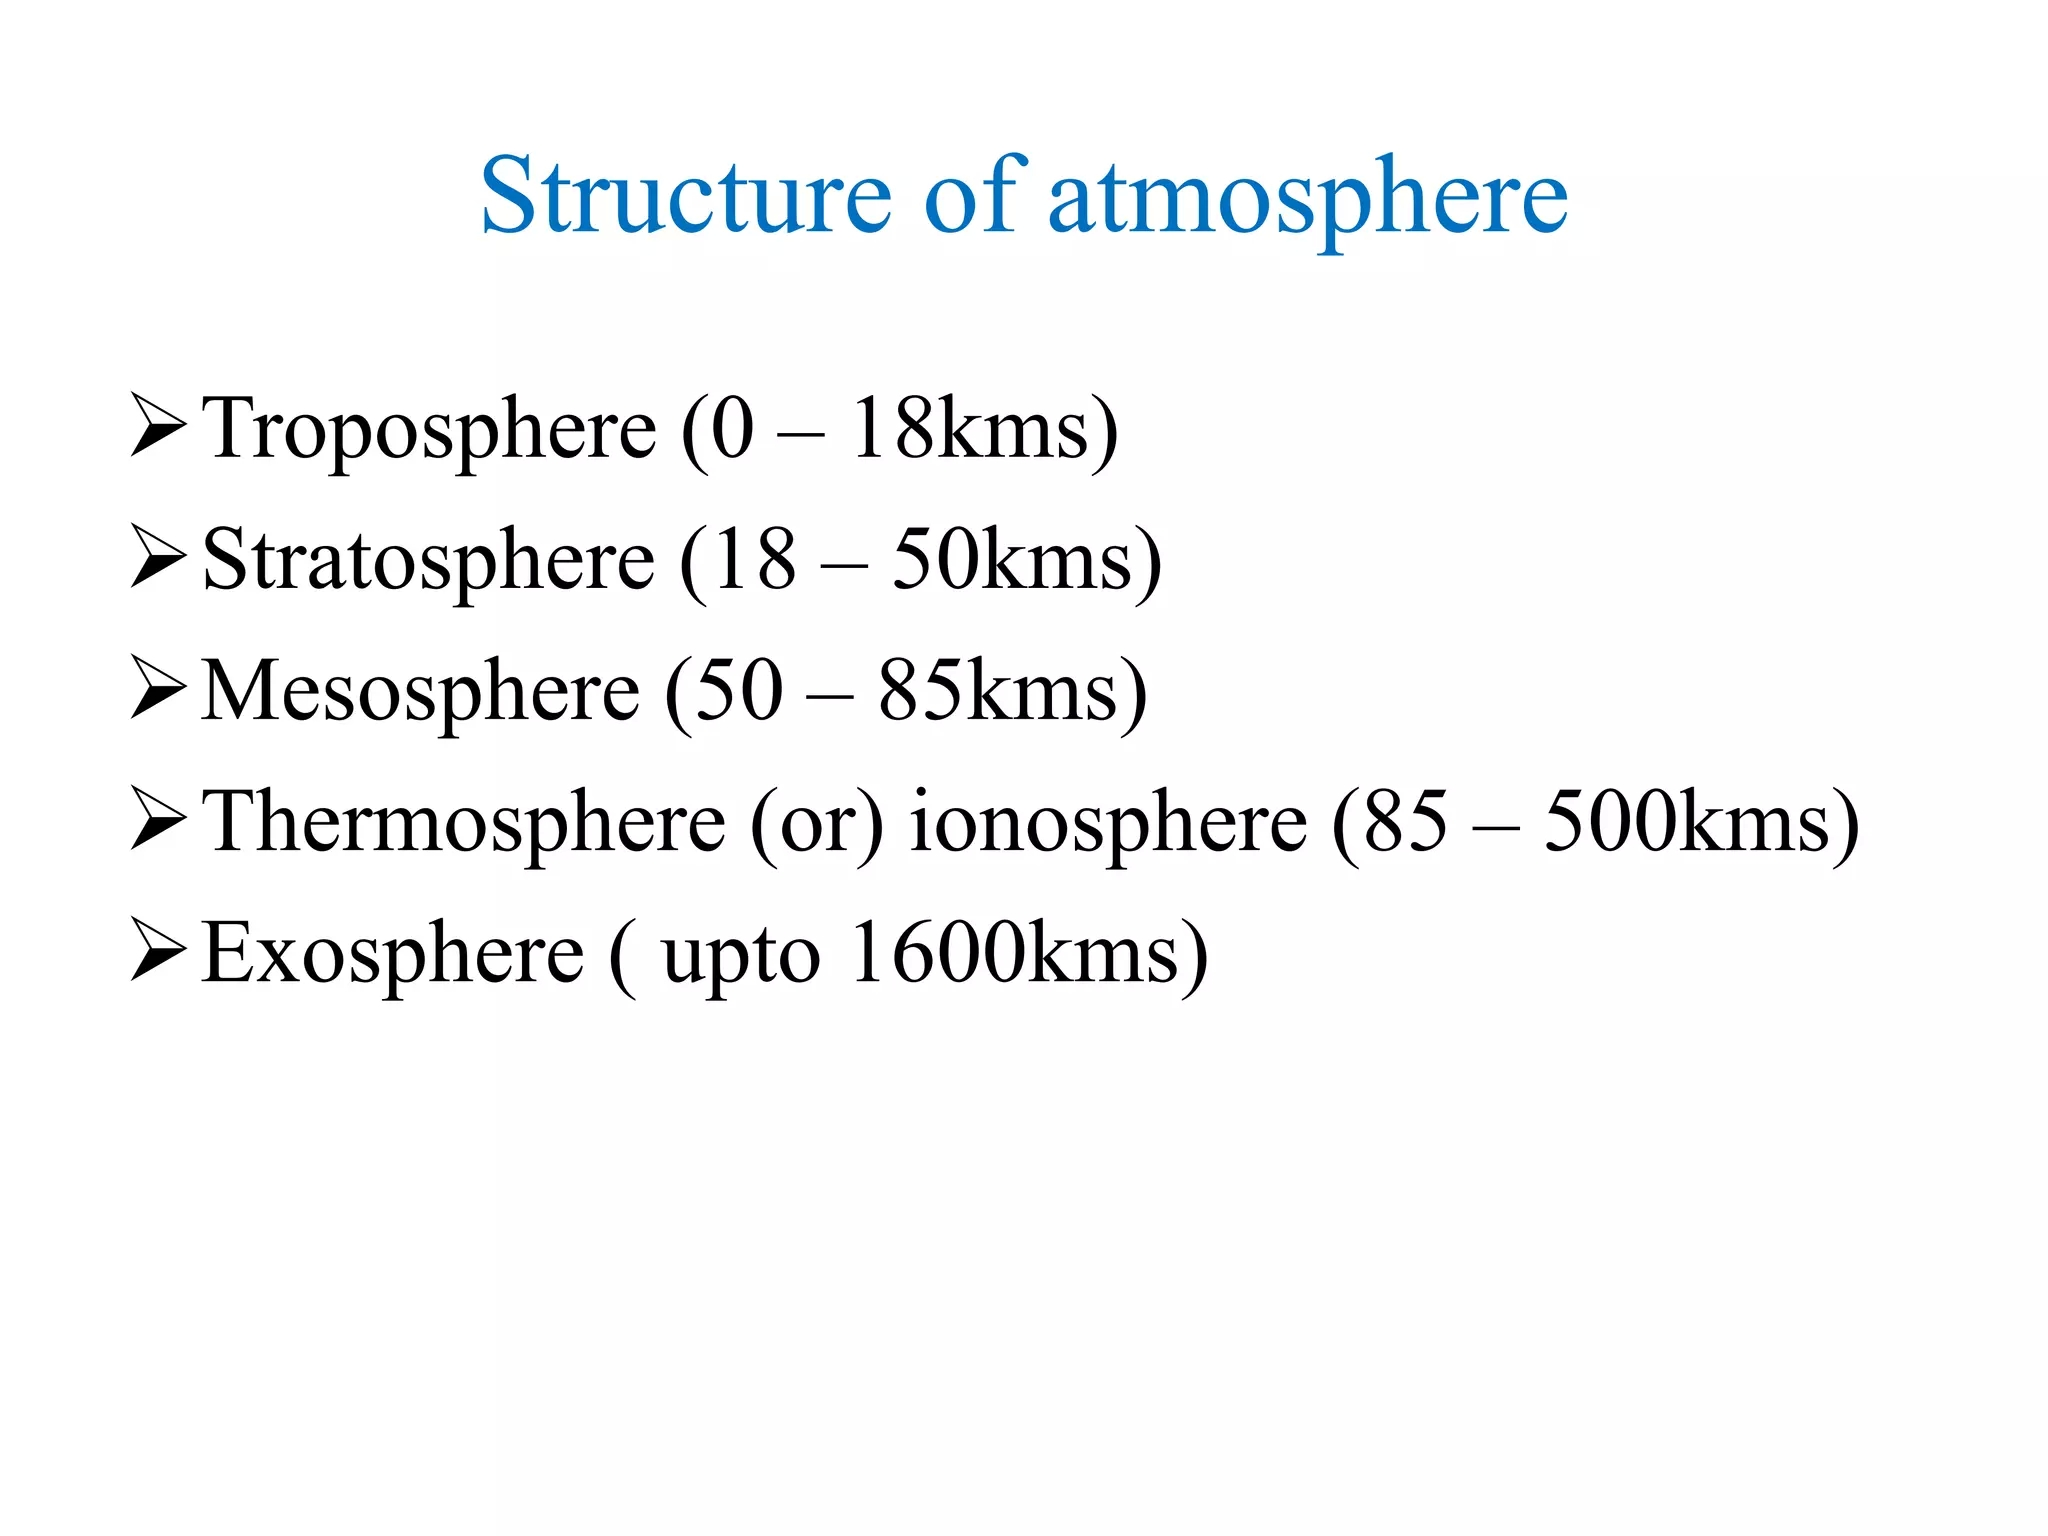 Structure of atmosphere
➢Troposphere (0 – 18kms)
➢Stratosphere (18 – 50kms)
➢Mesosphere (50 – 85kms)
➢Thermosphere (or) ionosphere (85 – 500kms)
➢Exosphere ( upto 1600kms)